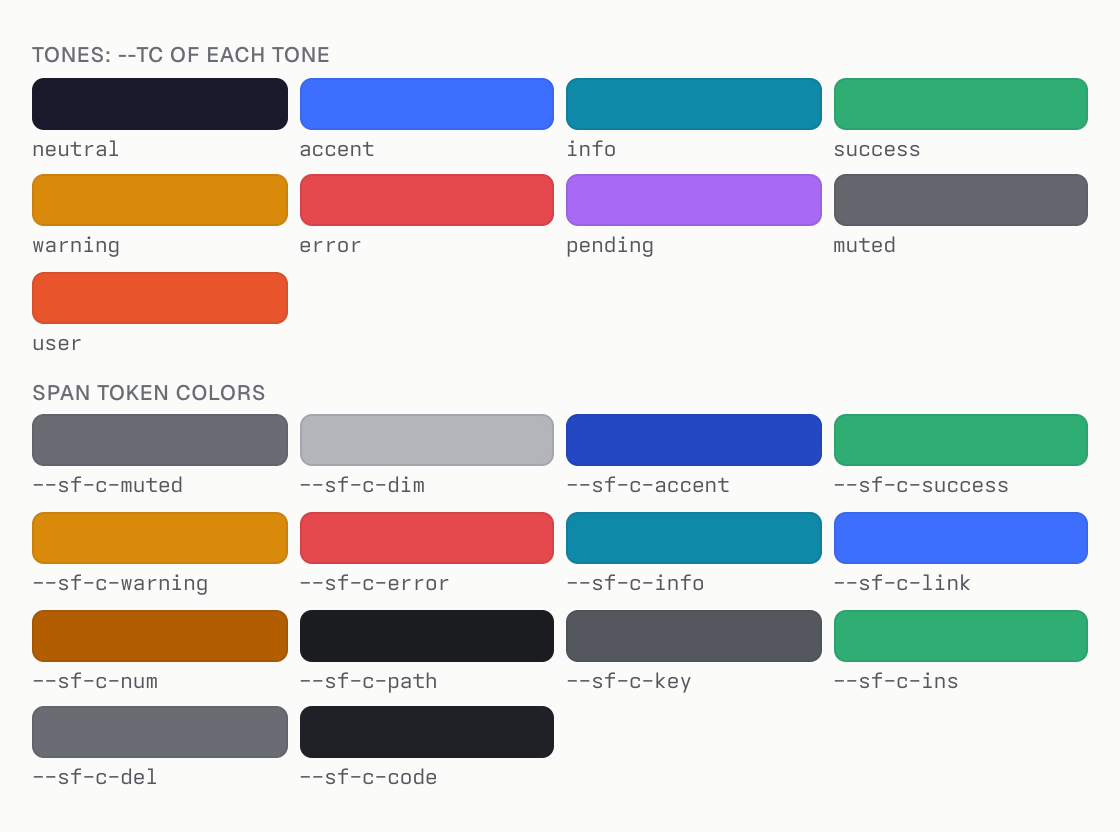 TONES: --TC OF EACH TONE
neutral accent info success
warning error pending muted
user
SPAN TOKEN COLORS
--sf-c-muted --sf-c-dim --sf-c-accent --sf-c-success
--sf-c-warning --sf-c-error --sf-c-info --sf-c-link
--sf-c-num --sf-c-path --sf-c-key --sf-c-ins
--sf-c-del --sf-c-code